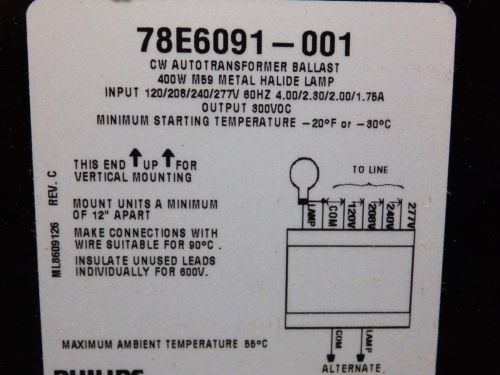 78E6091-001
CW AUTOTRANSFORMER BALLAST
400W M59 METAL HALIDE LAMP
INPUT 120/208/240/277V 60HZ 4.00/2.30/2.00/1.75A
OUTPUT 300VOC
MINIMUM STARTING TEMPERATURE -20°F or -30°C
THIS END ↑ UP ↑ FOR
VERTICAL MOUNTING
MOUNT UNITS A MINIMUM
OF 12" APART
MAKE CONNECTIONS WITH
WIRE SUITABLE FOR 90°C.
INSULATE UNUSED LEADS
INDIVIDUALLY FOR 600V.
ML8609126 REV. C
TO LINE
LAMP
COM
120V
208V
240V
277V
COM
LAMP
ALTERNATE
MAXIMUM AMBIENT TEMPERATURE 55°C
PHILIPS